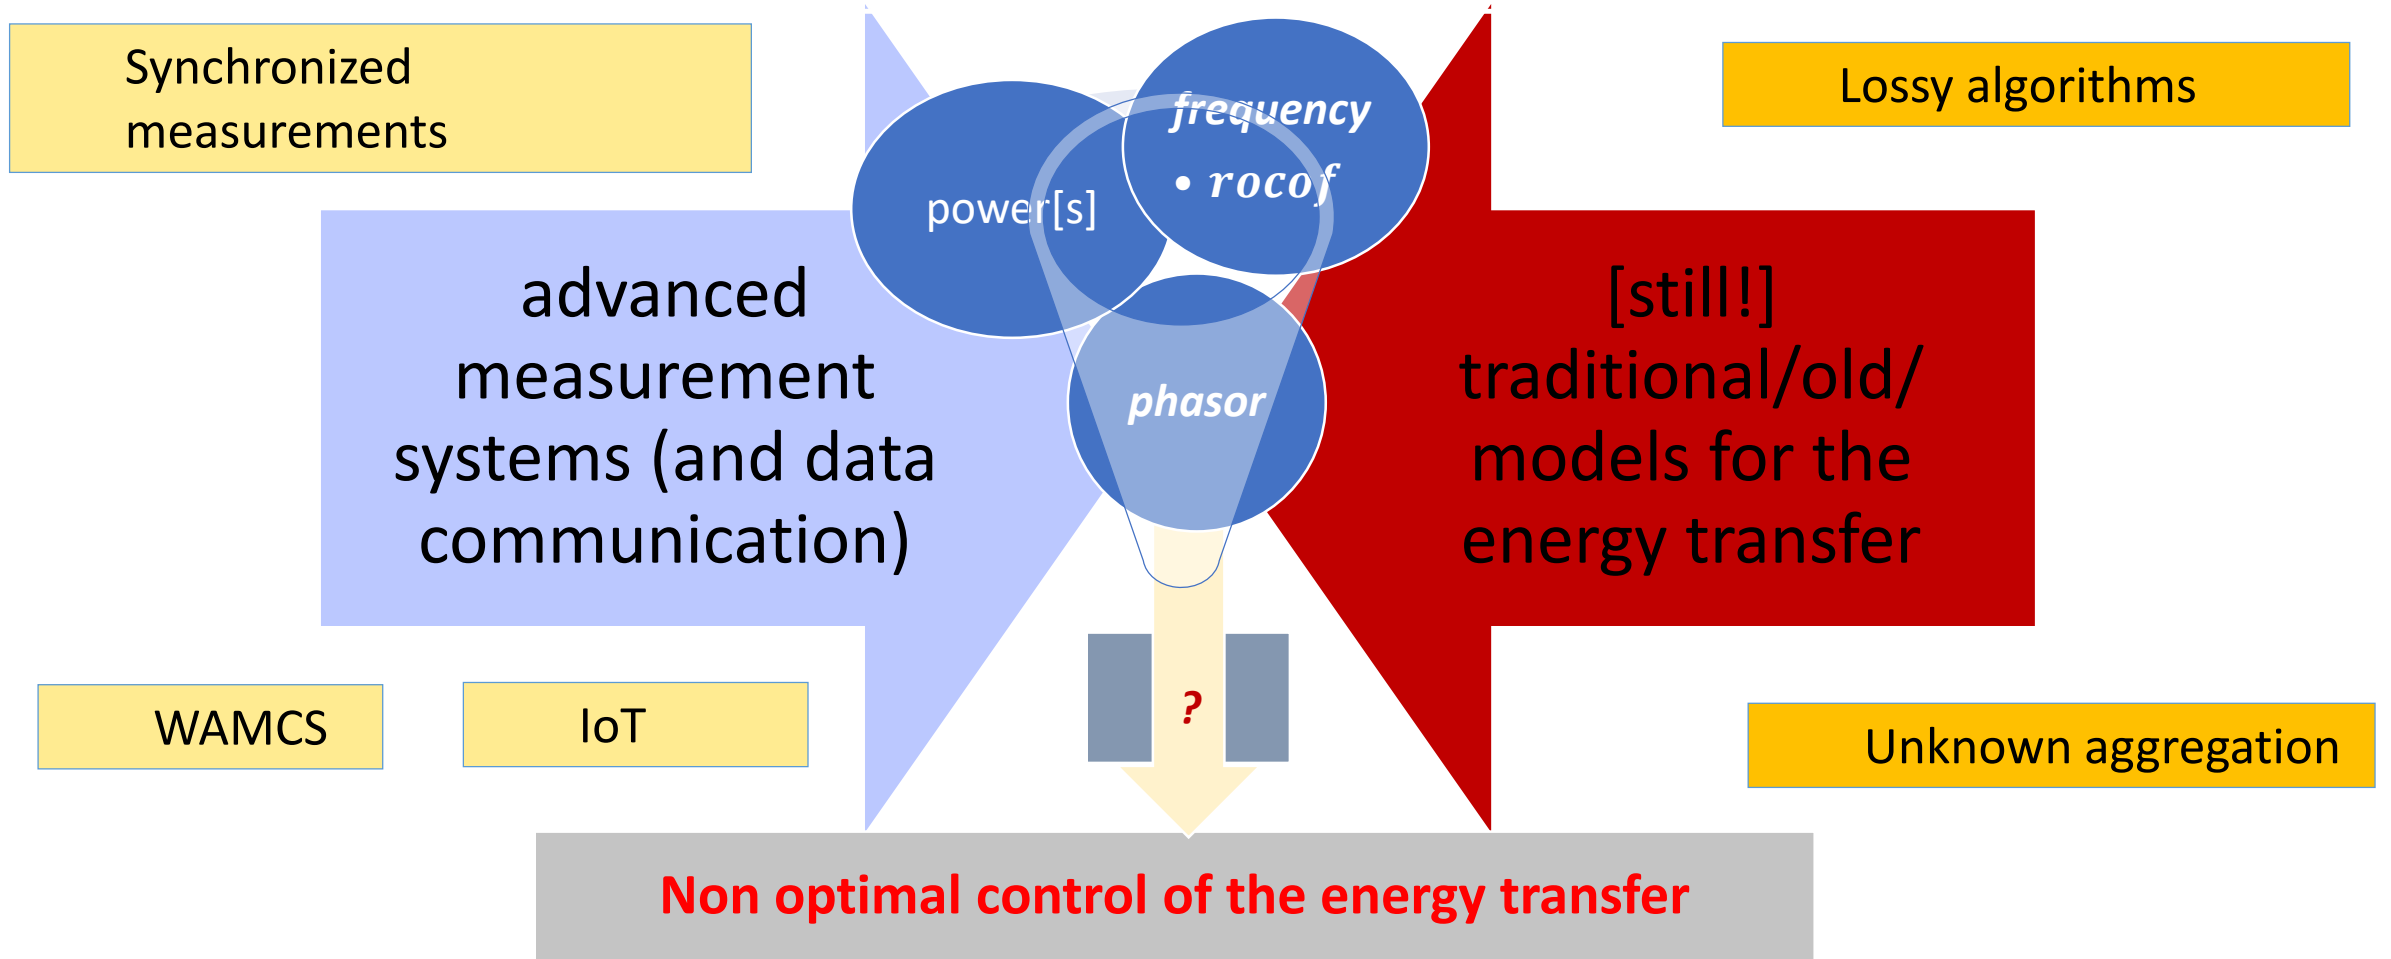 Synchronized
measurements
Lossy algorithms
frequency
• rocof
power[s]
phasor
advanced
measurement
systems (and data
communication)
[still!]
traditional/old/
models for the
energy transfer
WAMCS
IoT
?
Unknown aggregation
Non optimal control of the energy transfer